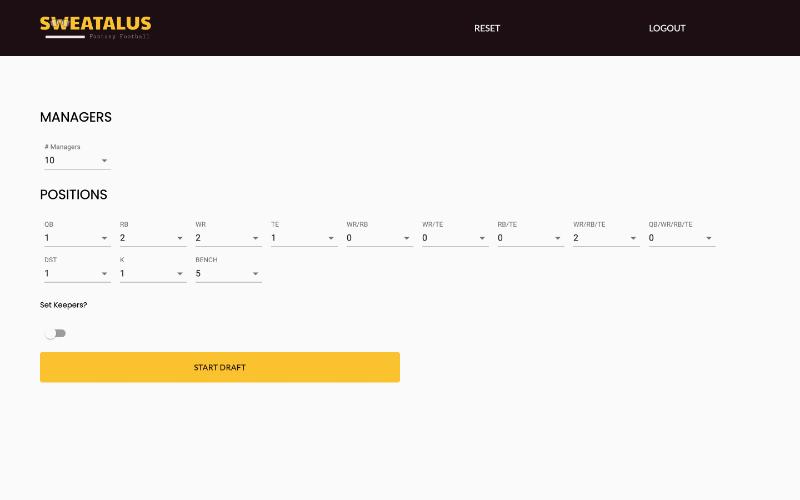 SWEATALUS
Fantasy Football
RESET
LOGOUT
MANAGERS
# Managers
10
POSITIONS
QB RB WR TE WR/RB WR/TE RB/TE WR/RB/TE QB/WR/RB/TE
1 2 2 1 0 0 0 2 0
DST K BENCH
1 1 5
Set Keepers?
START DRAFT